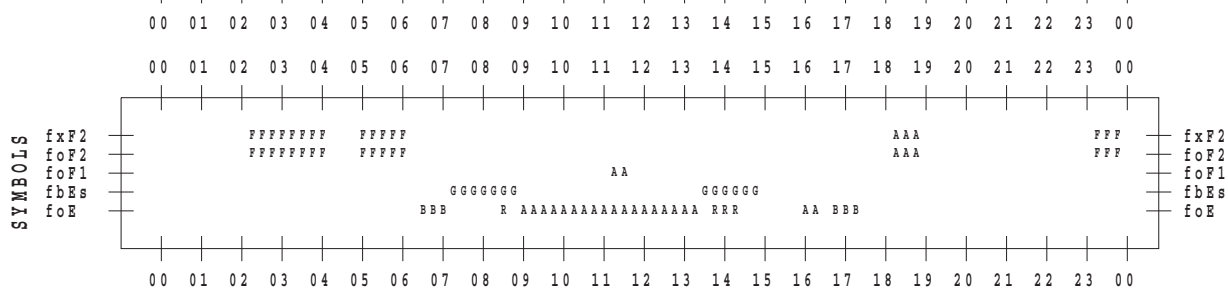 00 01 02 03 04 05 06 07 08 09 10 11 12 13 14 15 16 17 18 19 20 21 22 23 00
00 01 02 03 04 05 06 07 08 09 10 11 12 13 14 15 16 17 18 19 20 21 22 23 00
SYMBOLS
fxF2 FFFFFFFF FFFFF AAA FFF fxF2
foF2 FFFFFFFF FFFFF AAA FFF foF2
foF1 AA foF1
fbEs GGGGGGG GGGGGG fbEs
foE BBB R AAAAAAAAAAAAAAAAAA RRR AA BBB foE
00 01 02 03 04 05 06 07 08 09 10 11 12 13 14 15 16 17 18 19 20 21 22 23 00